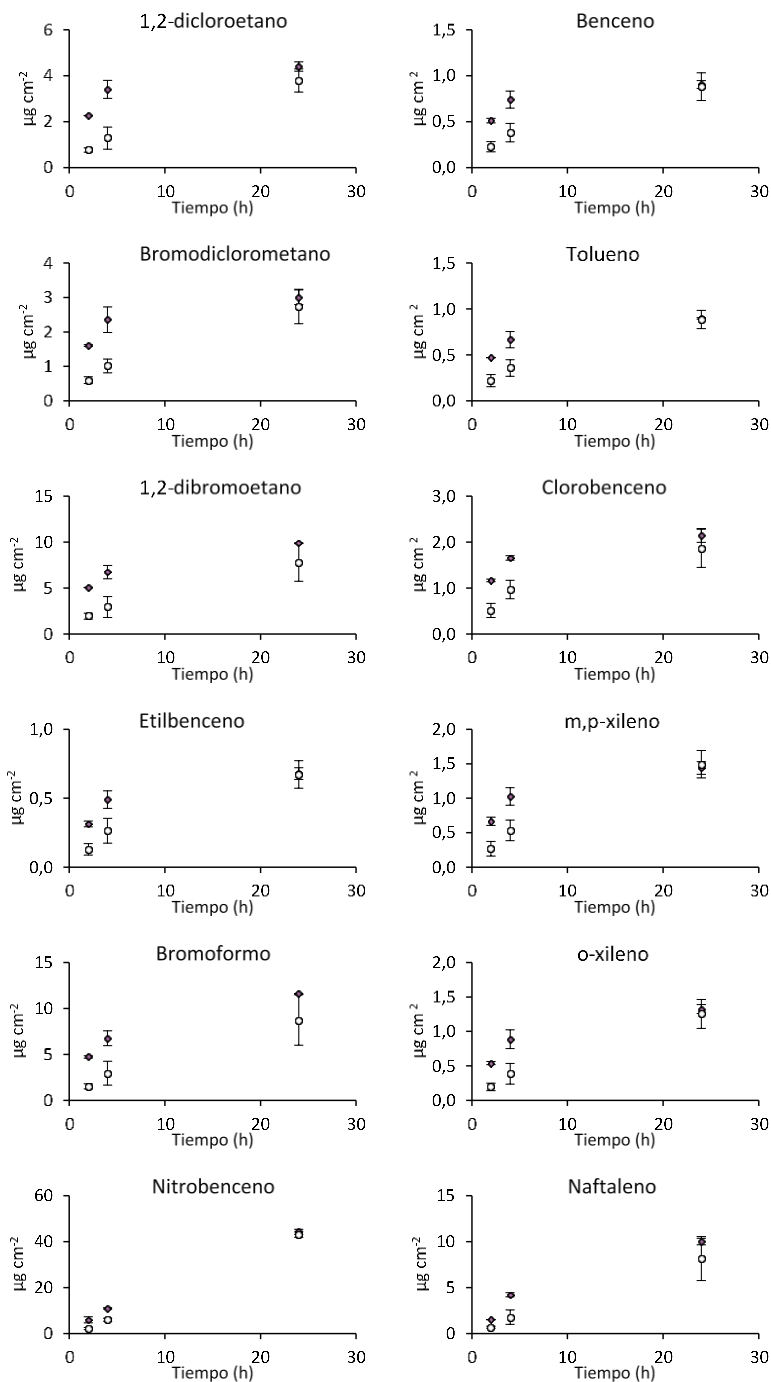 1,2-dicloroetano
6
4
2
0
µg cm-2
0 10 20 30
Tiempo (h)
Benceno
1,5
1,0
0,5
0,0
µg cm-2
0 10 20 30
Tiempo (h)
Bromodiclorometano
4
3
2
1
0
µg cm-2
0 10 20 30
Tiempo (h)
Tolueno
1,5
1,0
0,5
0,0
µg cm-2
0 10 20 30
Tiempo (h)
1,2-dibromoetano
15
10
5
0
µg cm-2
0 10 20 30
Tiempo (h)
Clorobenceno
3,0
2,0
1,0
0,0
µg cm 2
0 10 20 30
Tiempo (h)
Etilbenceno
1,0
0,5
0,0
µg cm-2
0 10 20 30
Tiempo (h)
m,p-xileno
2,0
1,5
1,0
0,5
0,0
µg cm 2
0 10 20 30
Tiempo (h)
Bromoformo
15
10
5
0
µg cm-2
0 10 20 30
Tiempo (h)
o-xileno
2,0
1,5
1,0
0,5
0,0
µg cm 2
0 10 20 30
Tiempo (h)
Nitrobenceno
60
40
20
0
µg cm-2
0 10 20 30
Tiempo (h)
Naftaleno
15
10
5
0
µg cm-2
0 10 20 30
Tiempo (h)